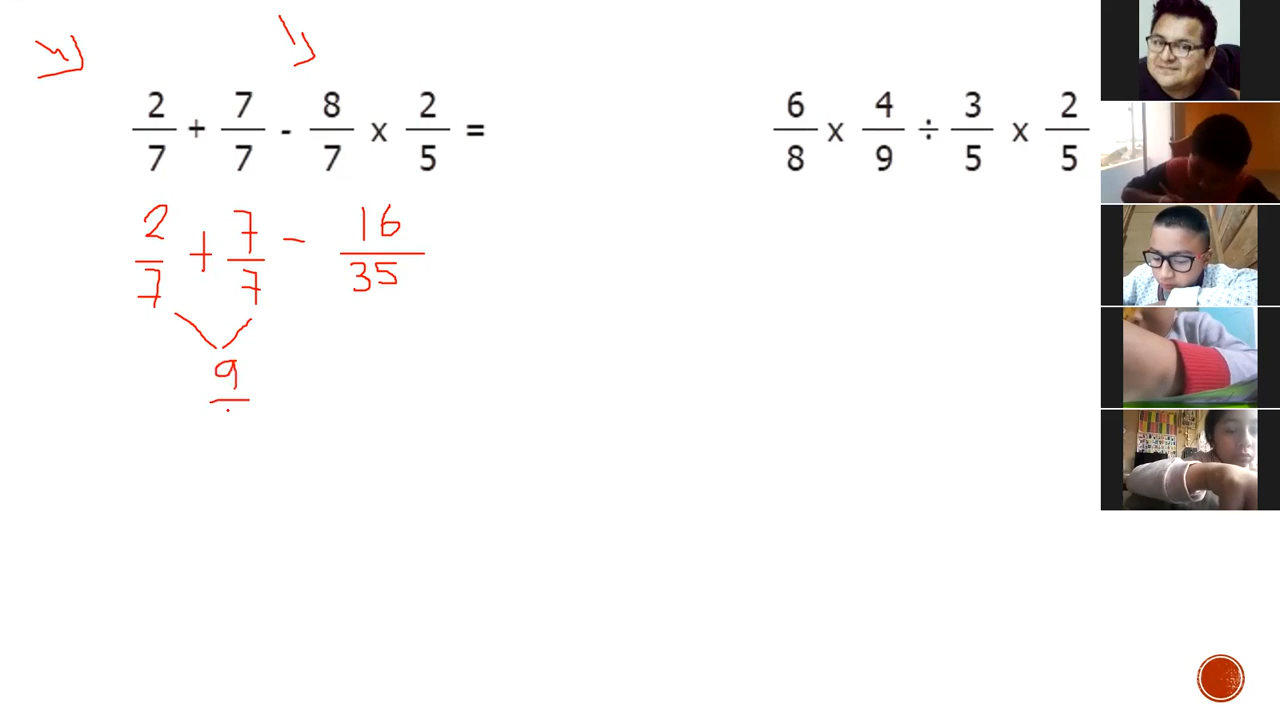 2/7 + 7/7 - 8/7 x 2/5 =
6/8 x 4/9 ÷ 3/5 x 2/5
2/7 + 7/7 - 16/35
9